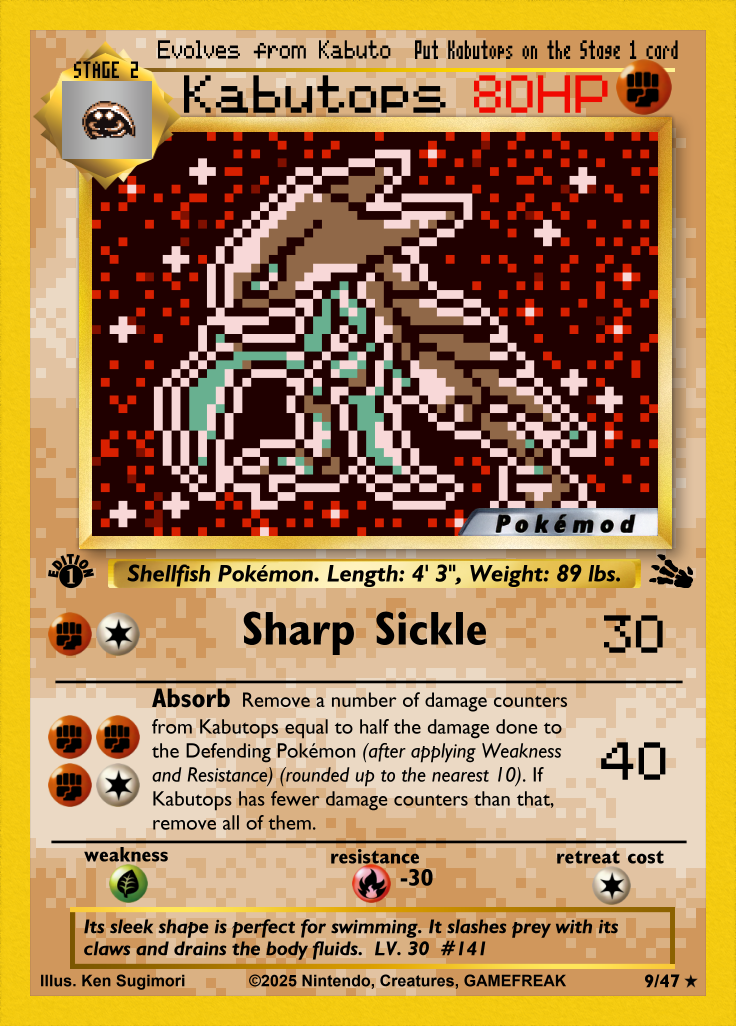 Evolves from Kabuto Put Kabutops on the Stage 1 card
STAGE 2
Kabutops 80HP
Pokémod
EDITION
1
Shellfish Pokémon. Length: 4' 3", Weight: 89 lbs.
Sharp Sickle 30
Absorb Remove a number of damage counters
from Kabutops equal to half the damage done to
the Defending Pokémon (after applying Weakness
and Resistance) (rounded up to the nearest 10). If
Kabutops has fewer damage counters than that,
remove all of them.
40
weakness resistance retreat cost
-30
Its sleek shape is perfect for swimming. It slashes prey with its
claws and drains the body fluids. LV. 30 #141
Illus. Ken Sugimori ©2025 Nintendo, Creatures, GAMEFREAK 9/47 ★